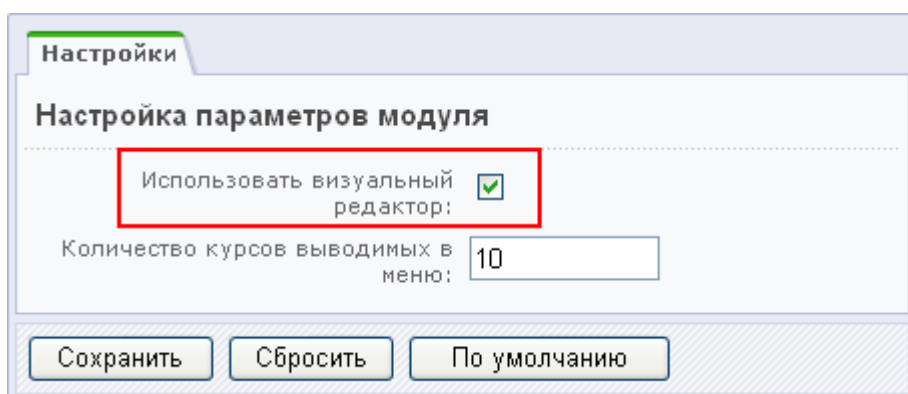 Настройки
Настройка параметров модуля
Использовать визуальный
редактор:
Количество курсов выводимых в
меню:
10
Сохранить
Сбросить
По умолчанию